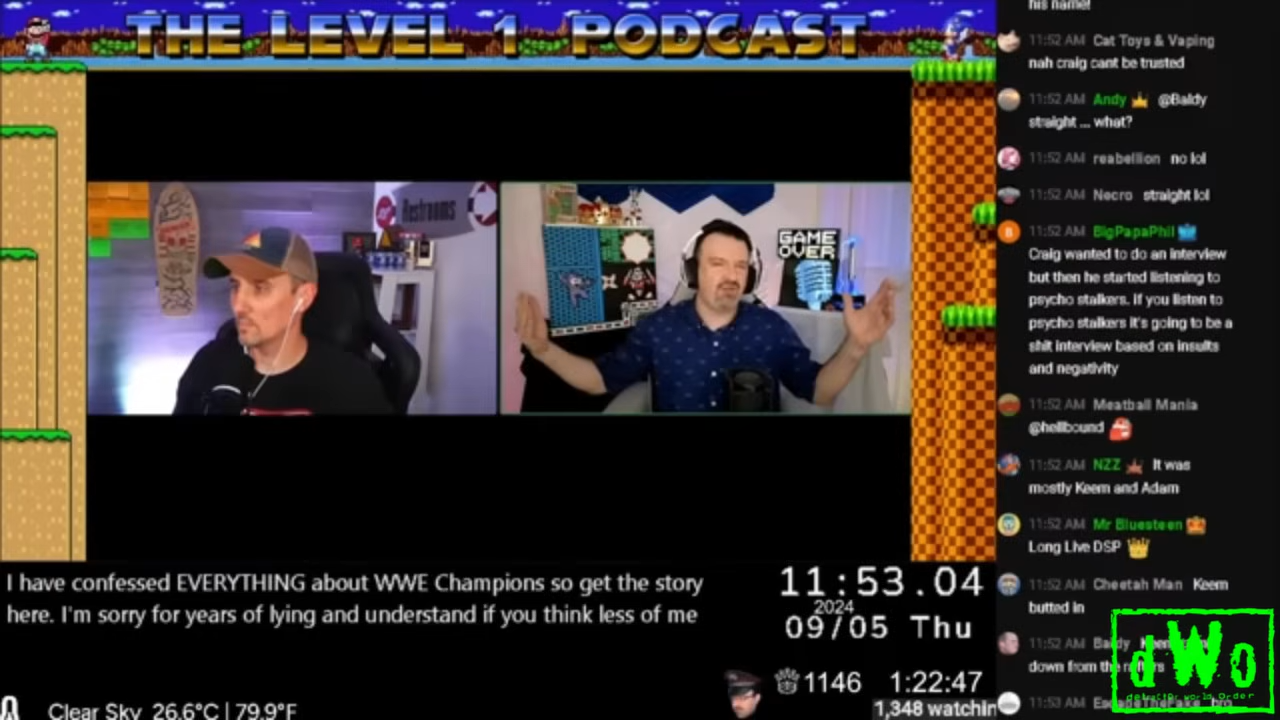 THE LEVEL 1 PODCAST
Restrooms
GAME
OVER
his name!
11:52 AM Cat Toys & Vaping
nah craig cant be trusted
11:52 AM Andy @Baldy
straight ... what?
11:52 AM reabellion no lol
11:52 AM Necro straight lol
11:52 AM BigPapaPhil
Craig wanted to do an interview
but then he started listening to
psycho stalkers. if you listen to
psycho stalkers it's going to be a
shit interview based on insults
and negativity
11:52 AM Meatball Mania
@hellbound
11:52 AM NZZ It was
mostly Keem and Adam
11:52 AM Mr Bluesteen
Long Live DSP
11:52 AM Cheetah Man Keem
butted in
11:52 AM Baldy
down from the rafters
11:53 AM EscapeTheFake bro
I have confessed EVERYTHING about WWE Champions so get the story
here. I'm sorry for years of lying and understand if you think less of me
11:53.04
2024
09/05 Thu
1146 1:22:47
1,348 watchin
Clear Sky 26.6°C | 79.9°F
dWo
detractor world Order